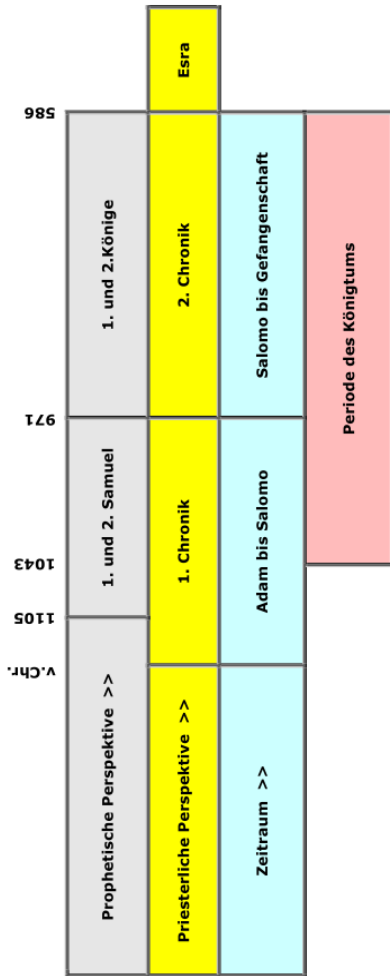 v.Chr. 1105 1043 971 586
Prophetische Perspektive >> 1. und 2. Samuel 1. und 2.Könige
Priesterliche Perspektive >> 1. Chronik 2. Chronik Esra
Zeitraum >> Adam bis Salomo Salomo bis Gefangenschaft
Periode des Königtums